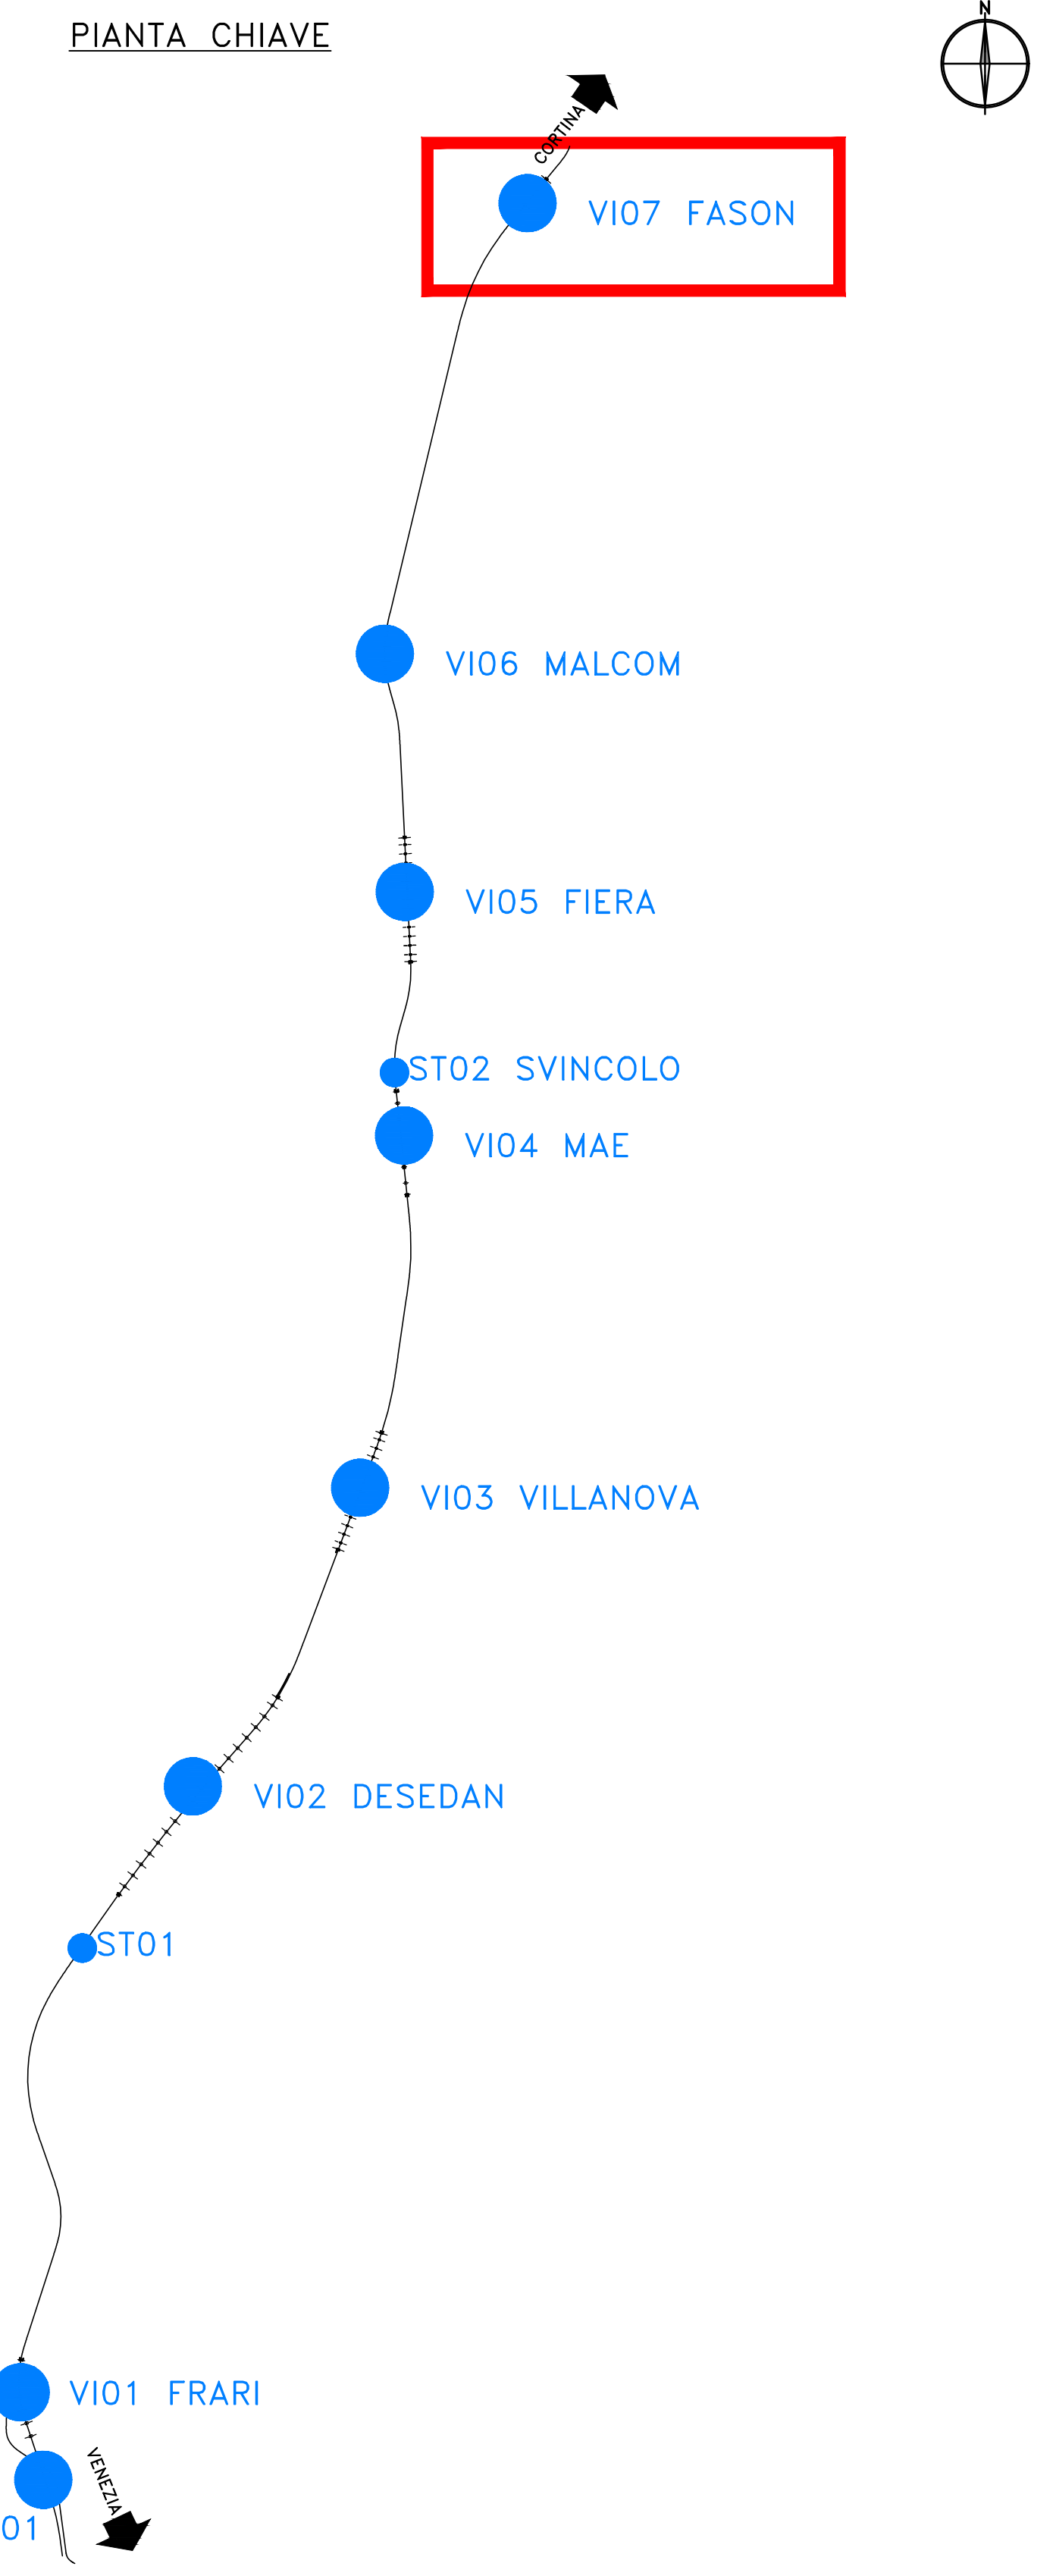 PIANTA CHIAVE
N
CORTINA
VI07 FASON
VI06 MALCOM
VI05 FIERA
ST02 SVINCOLO
VI04 MAE
VI03 VILLANOVA
VI02 DESEDAN
ST01
VI01 FRARI
VENEZIA
01